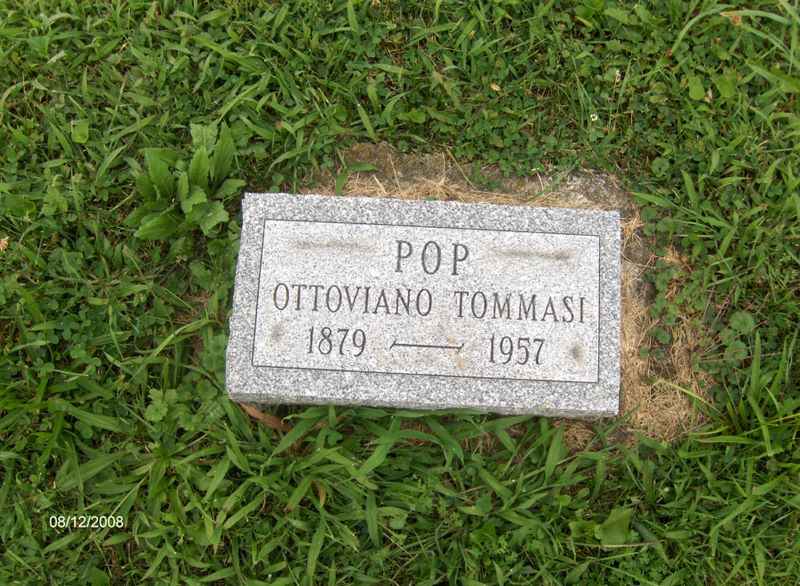 POP
OTTOVIANO TOMMASI
1879 — 1957
08/12/2008